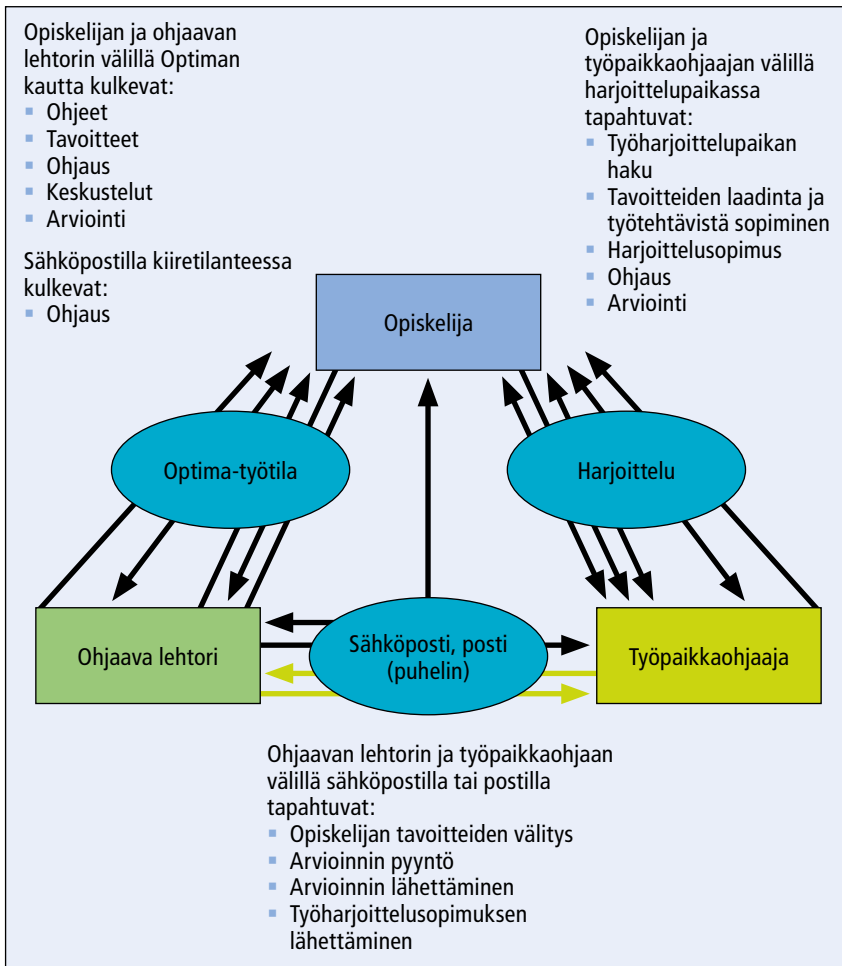 Opiskelijan ja ohjaavan
lehtorin välillä Optiman
kautta kulkevat:
Ohjeet
Tavoitteet
Ohjaus
Keskustelut
Arviointi
Sähköpostilla kiiretilanteessa
kulkevat:
Ohjaus
Opiskelijan ja
työpaikkaohjaajan välillä
harjoittelupaikassa
tapahtuvat:
Työharjoittelupaikan
haku
Tavoitteiden laadinta ja
työtehtävistä sopiminen
Harjoittelusopimus
Ohjaus
Arviointi
Opiskelija
Optima-työtila
Harjoittelu
Ohjaava lehtori
Sähköposti, posti
(puhelin)
Työpaikkaohjaaja
Ohjaavan lehtorin ja työpaikkaohjaan
välillä sähköpostilla tai postilla
tapahtuvat:
Opiskelijan tavoitteiden välitys
Arvioinnin pyyntö
Arvioinnin lähettäminen
Työharjoittelusopimuksen
lähettäminen